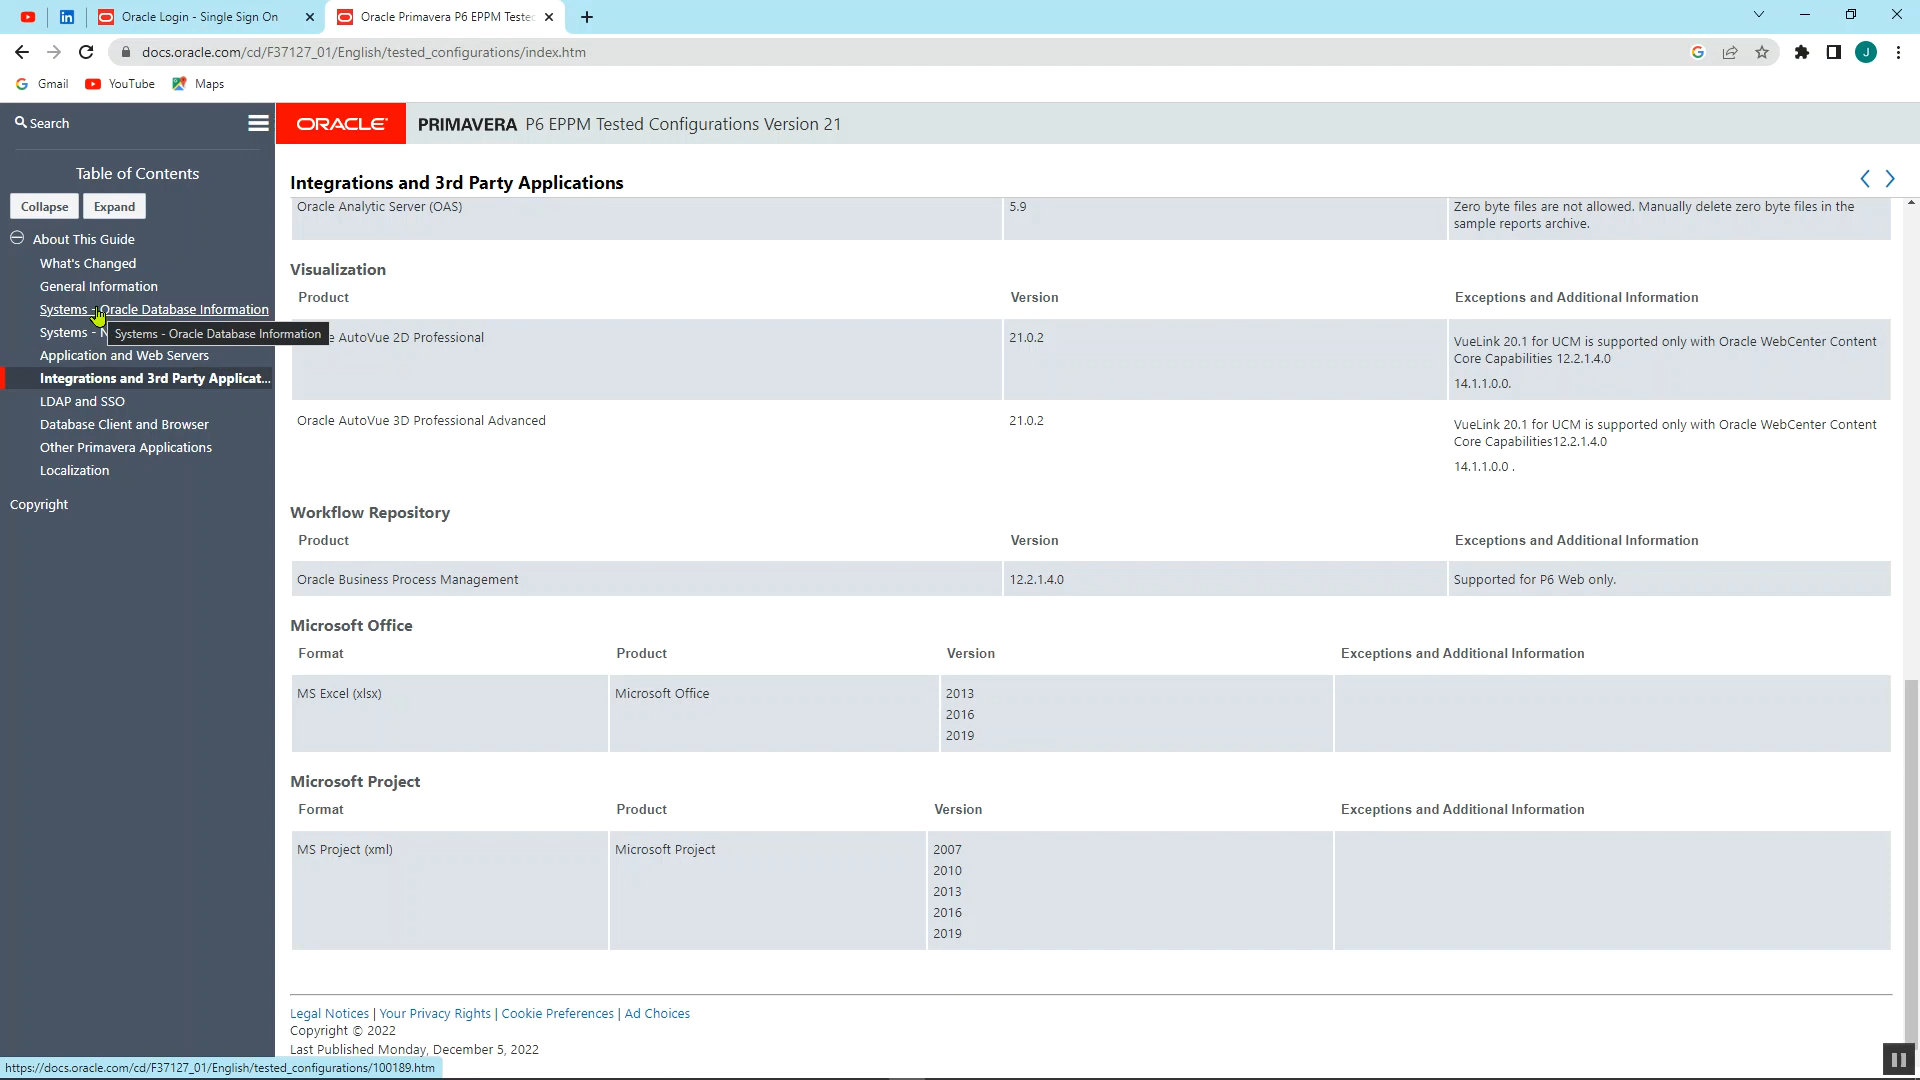 Oracle Login - Single Sign On
Oracle Primavera P6 EPPM Teste
docs.oracle.com/cd/F37127_01/English/tested_configurations/index.htm
J
Gmail
YouTube
Maps
Search
ORACLE
PRIMAVERA P6 EPPM Tested Configurations Version 21
Table of Contents
Collapse
Expand
About This Guide
What's Changed
General Information
Systems - Oracle Database Information
Systems - N
Systems - Oracle Database Information
Application and Web Servers
Integrations and 3rd Party Applicat...
LDAP and SSO
Database Client and Browser
Other Primavera Applications
Localization
Copyright
Integrations and 3rd Party Applications
Oracle Analytic Server (OAS)
5.9
Zero byte files are not allowed. Manually delete zero byte files in the
sample reports archive.
Visualization
Product
Version
Exceptions and Additional Information
e AutoVue 2D Professional
21.0.2
VueLink 20.1 for UCM is supported only with Oracle WebCenter Content
Core Capabilities 12.2.1.4.0
14.1.1.0.0.
Oracle AutoVue 3D Professional Advanced
21.0.2
VueLink 20.1 for UCM is supported only with Oracle WebCenter Content
Core Capabilities12.2.1.4.0
14.1.1.0.0 .
Workflow Repository
Product
Version
Exceptions and Additional Information
Oracle Business Process Management
12.2.1.4.0
Supported for P6 Web only.
Microsoft Office
Format
Product
Version
Exceptions and Additional Information
MS Excel (xlsx)
Microsoft Office
2013
2016
2019
Microsoft Project
Format
Product
Version
Exceptions and Additional Information
MS Project (xml)
Microsoft Project
2007
2010
2013
2016
2019
Legal Notices | Your Privacy Rights | Cookie Preferences | Ad Choices
Copyright © 2022
Last Published Monday, December 5, 2022
https://docs.oracle.com/cd/F37127_01/English/tested_configurations/100189.htm